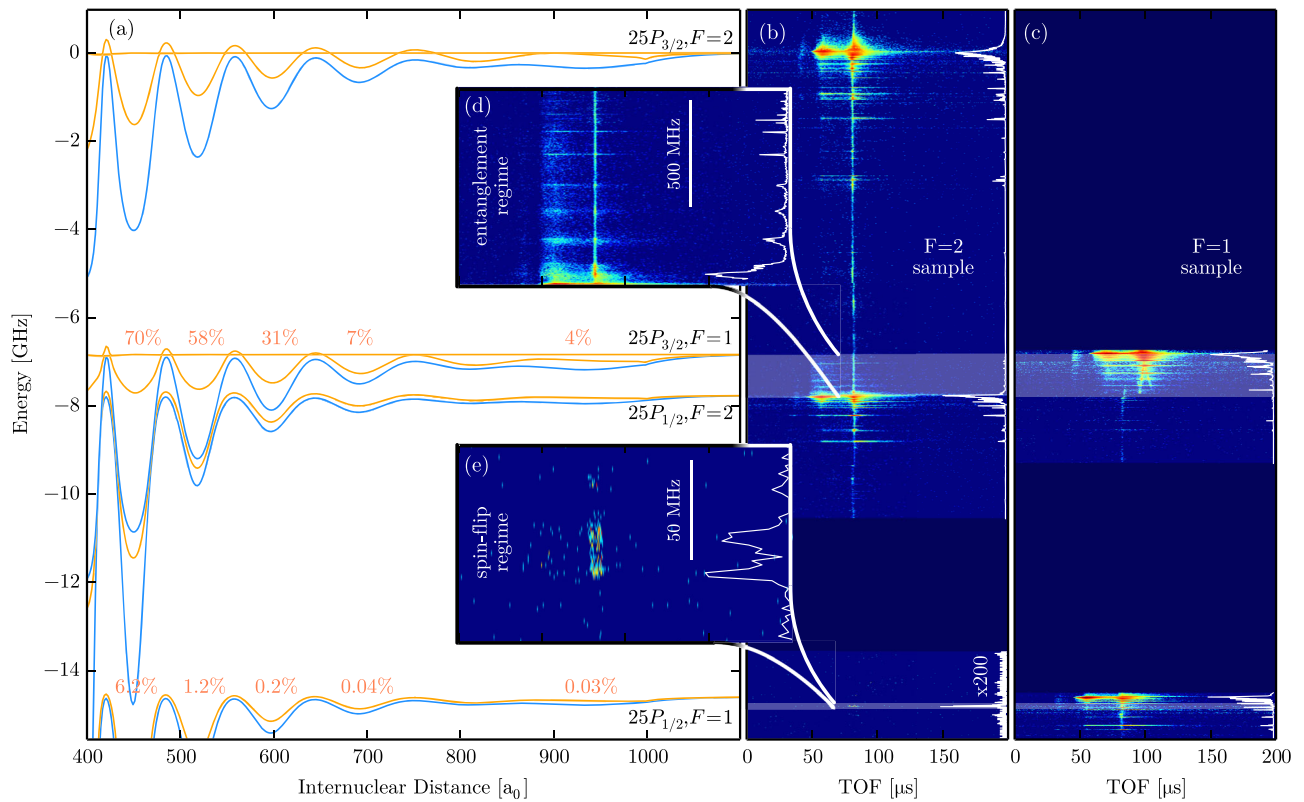 (a)
(b)
(c)
25P3/2, F=2
0
−2
−4
−6
−8
−10
−12
−14
Energy [GHz]
(d)
entanglement
regime
500 MHz
F=2
sample
F=1
sample
70% 58% 31% 7% 4%
25P3/2, F=1
25P1/2, F=2
(e)
spin-flip
regime
50 MHz
x200
6.2% 1.2% 0.2% 0.04% 0.03%
25P1/2, F=1
400 500 600 700 800 900 1000
0 50 100 150
0 50 100 150 200
Internuclear Distance [a0]
TOF [μs]
TOF [μs]